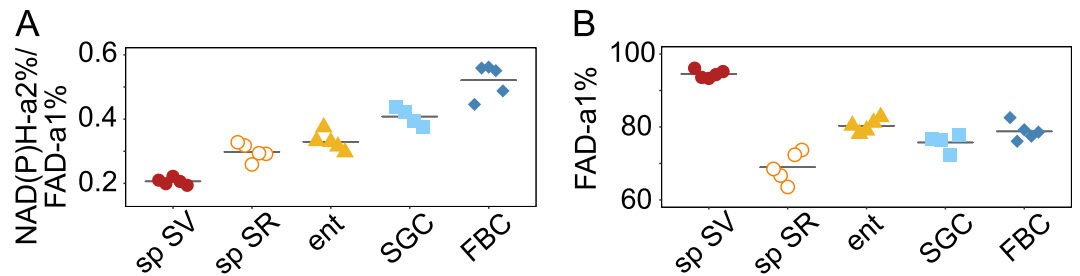 A
NAD(P)H-a2%/
FAD-a1%
0.6
0.4
0.2
sp SV
sp SR
ent
SGC
FBC
B
FAD-a1%
100
80
60
sp SV
sp SR
ent
SGC
FBC